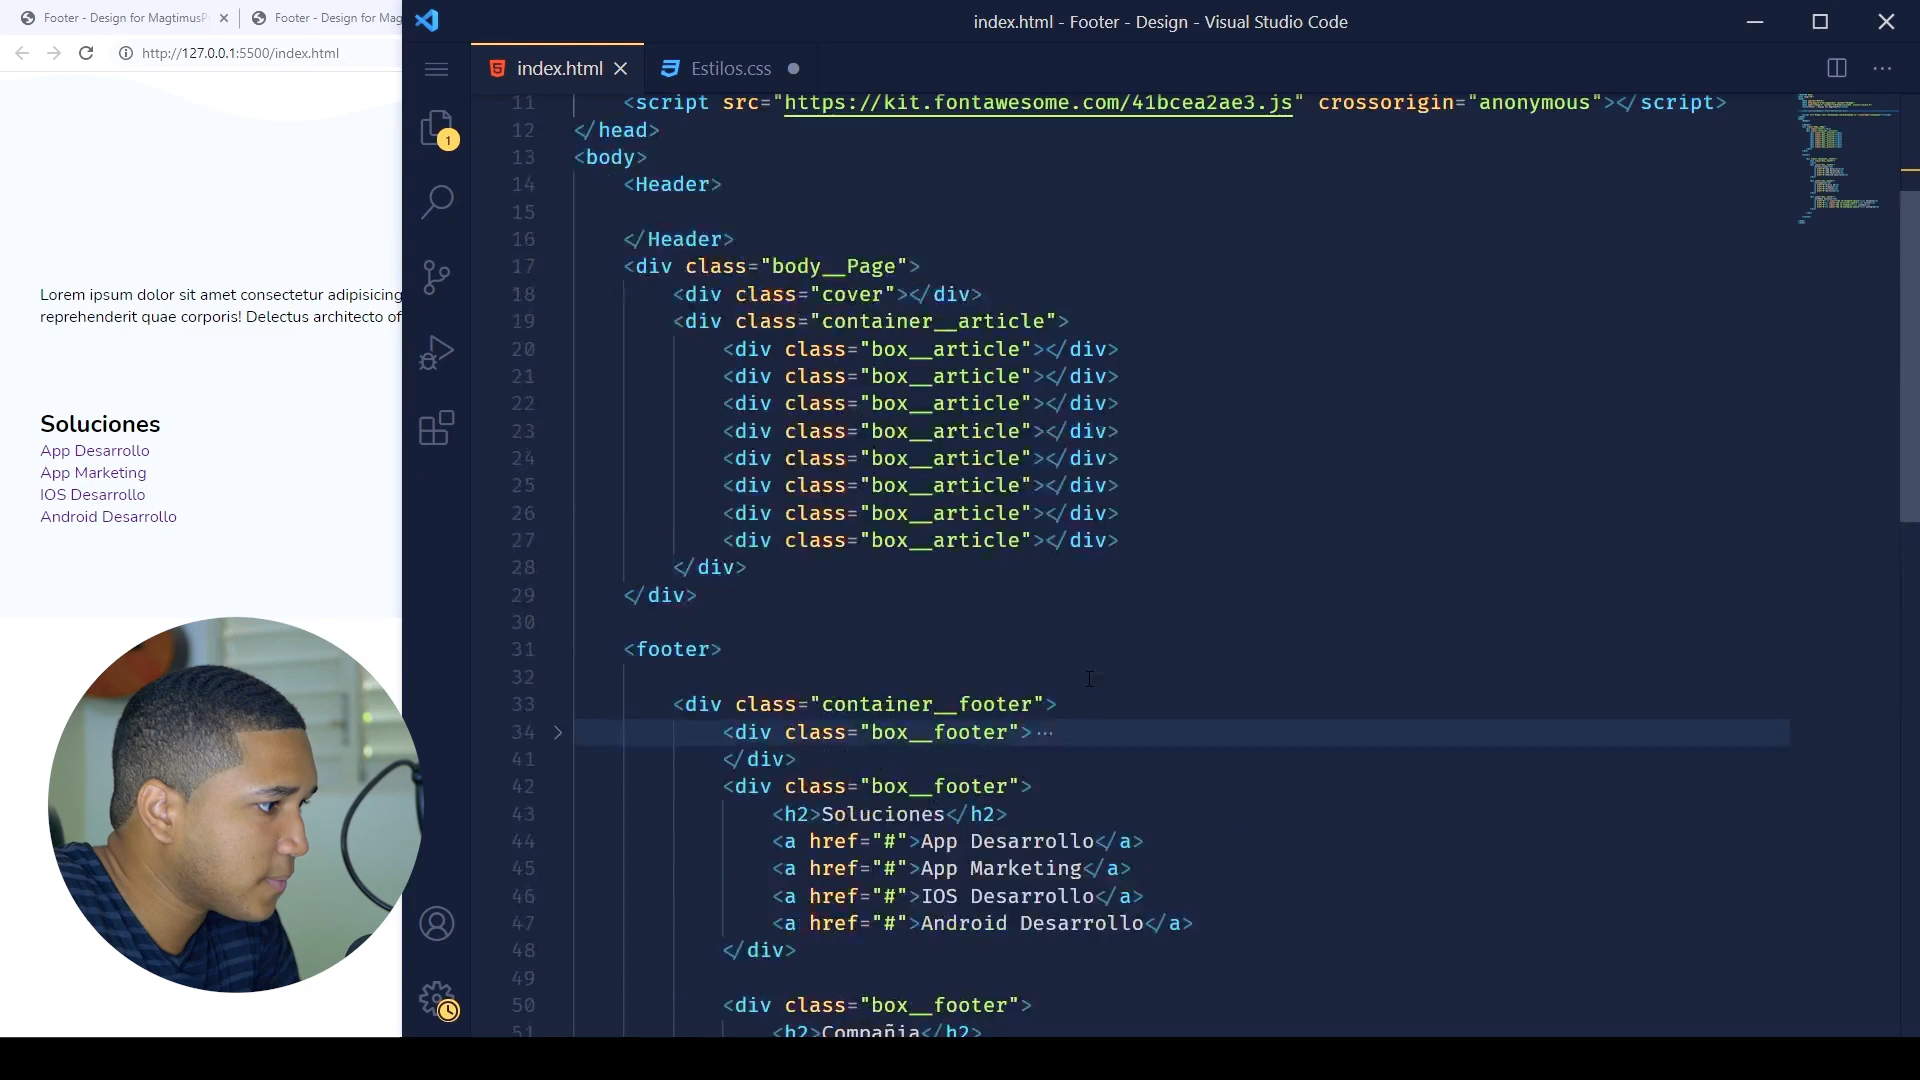 Footer - Design for MagtimusP
Footer - Design for Mag
http://127.0.0.1:5500/index.html
Lorem ipsum dolor sit amet consectetur adipisicing
reprehenderit quae corporis! Delectus architecto of
Soluciones
App Desarrollo
App Marketing
IOS Desarrollo
Android Desarrollo
index.html - Footer - Design - Visual Studio Code
index.html
Estilos.css
1
11 <script src="https://kit.fontawesome.com/41bcea2ae3.js" crossorigin="anonymous"></script>
12 </head>
13 <body>
14 <Header>
15
16 </Header>
17 <div class="body__Page">
18 <div class="cover"></div>
19 <div class="container__article">
20 <div class="box__article"></div>
21 <div class="box__article"></div>
22 <div class="box__article"></div>
23 <div class="box__article"></div>
24 <div class="box__article"></div>
25 <div class="box__article"></div>
26 <div class="box__article"></div>
27 <div class="box__article"></div>
28 </div>
29 </div>
30
31 <footer>
32
33 <div class="container__footer">
34 <div class="box__footer">⋯
41 </div>
42 <div class="box__footer">
43 <h2>Soluciones</h2>
44 <a href="#">App Desarrollo</a>
45 <a href="#">App Marketing</a>
46 <a href="#">IOS Desarrollo</a>
47 <a href="#">Android Desarrollo</a>
48 </div>
49
50 <div class="box__footer">
51 <h2>Compañia</h2>